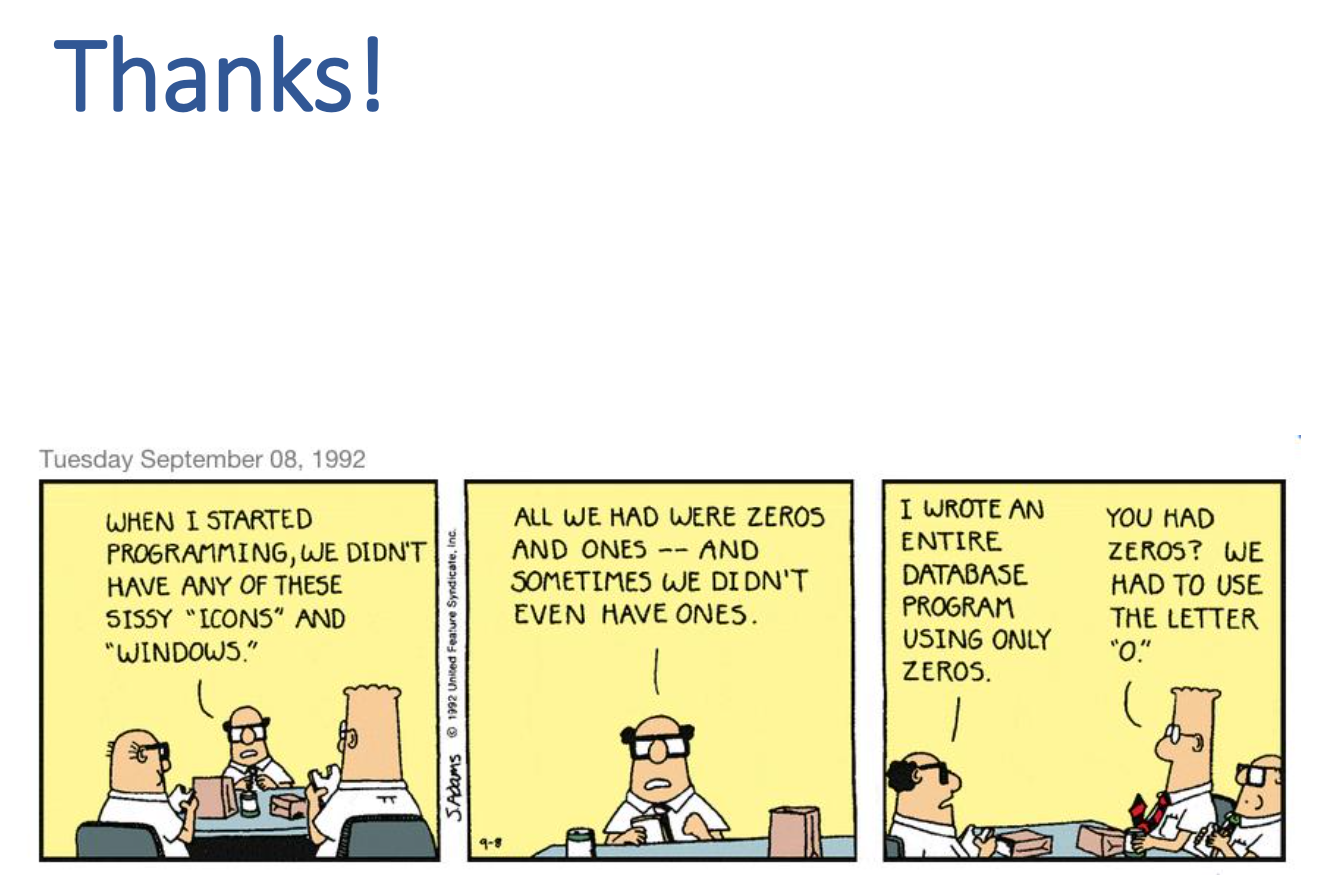 Thanks!
Tuesday September 08, 1992
WHEN I STARTED
PROGRAMMING, WE DIDN'T
HAVE ANY OF THESE
SISSY "ICONS" AND
"WINDOWS."
S.Adams © 1992 United Feature Syndicate, Inc.
ALL WE HAD WERE ZEROS
AND ONES -- AND
SOMETIMES WE DIDN'T
EVEN HAVE ONES.
9-8
I WROTE AN
ENTIRE
DATABASE
PROGRAM
USING ONLY
ZEROS.
YOU HAD
ZEROS? WE
HAD TO USE
THE LETTER
"O."